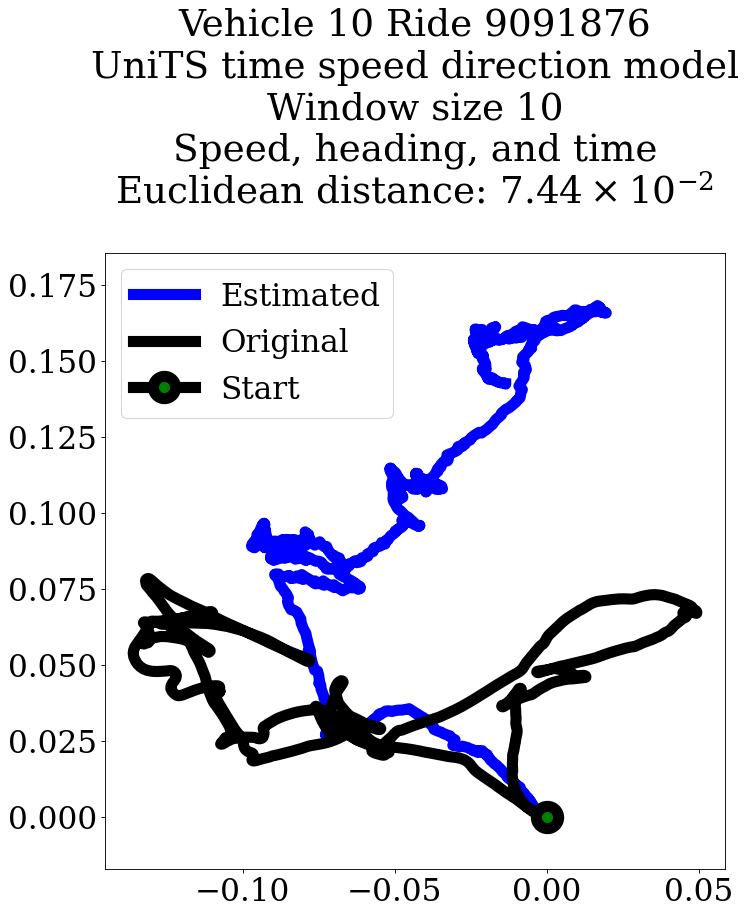 Vehicle 10 Ride 9091876
UniTS time speed direction model
Window size 10
Speed, heading, and time
Euclidean distance: 7.44 × 10⁻²
Estimated
Original
Start
0.175
0.150
0.125
0.100
0.075
0.050
0.025
0.000
−0.10 −0.05 0.00 0.05